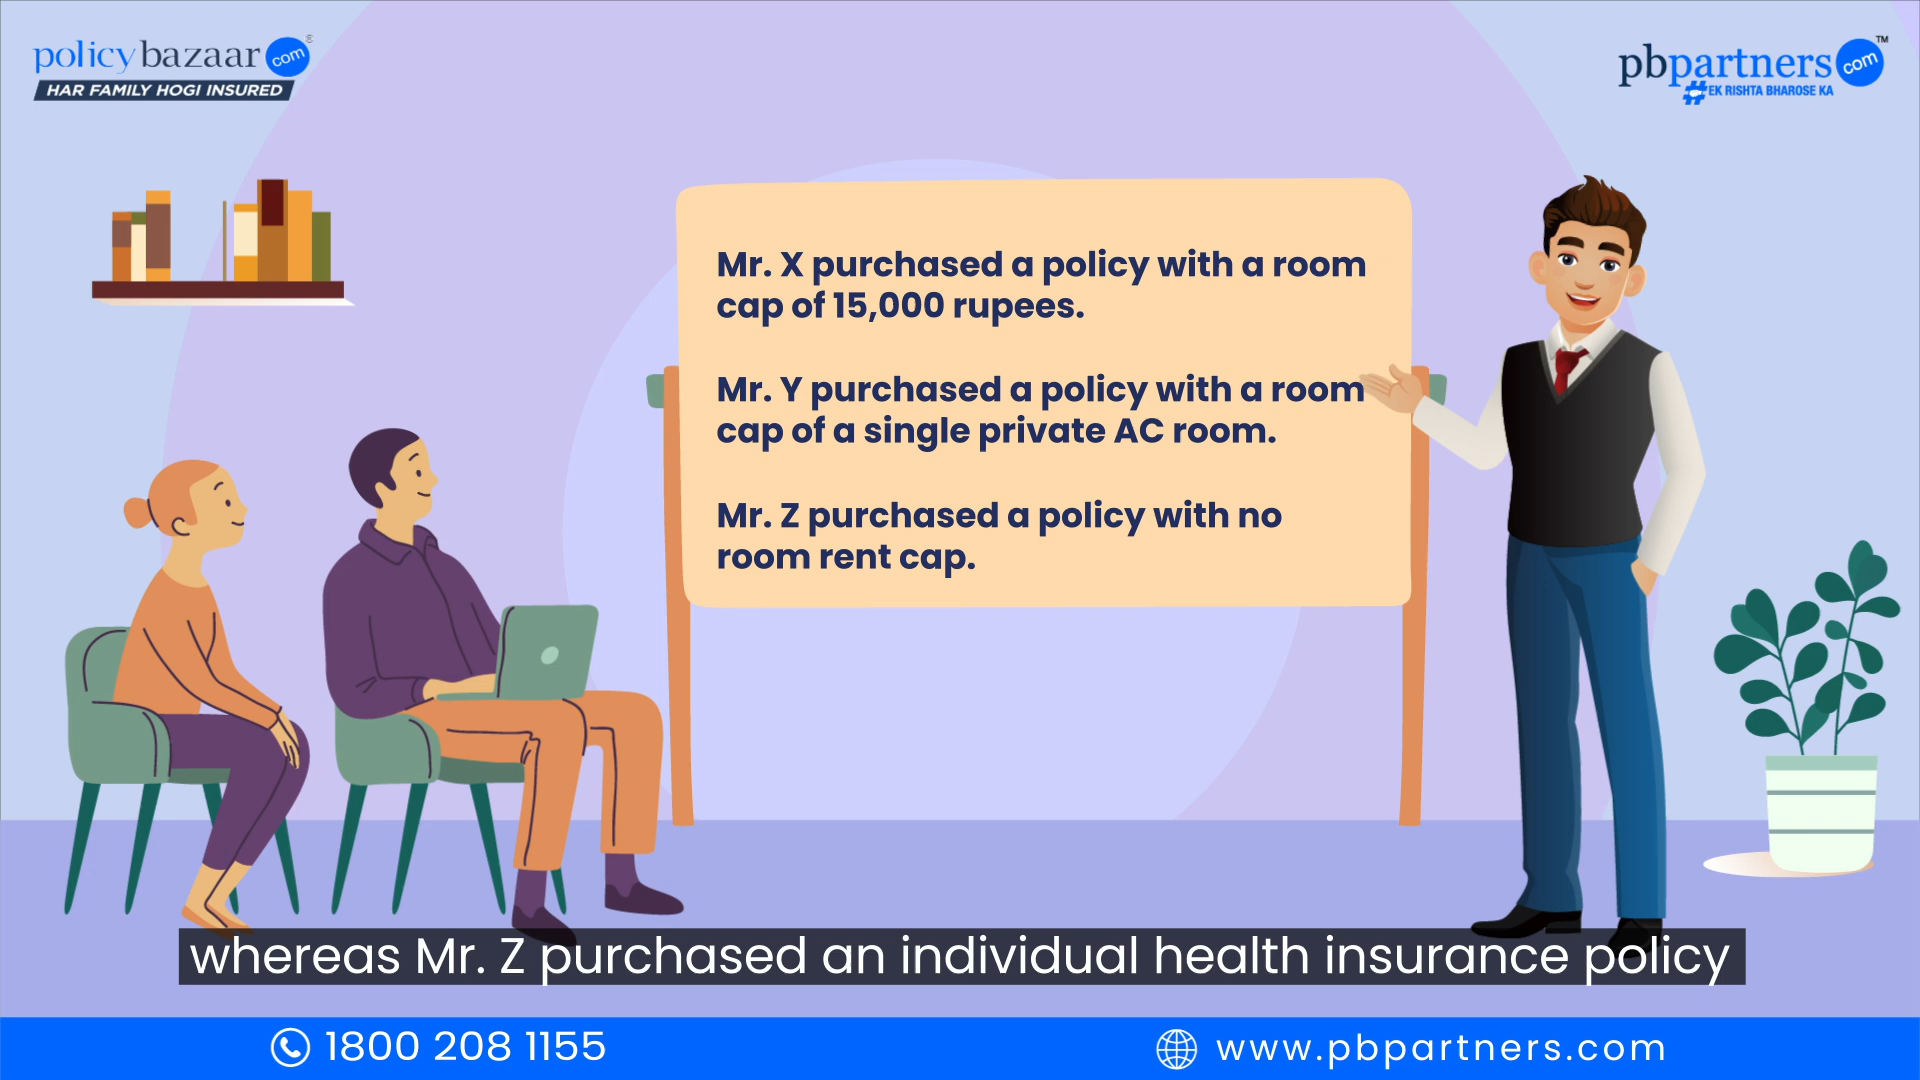 policybazaar com ®
HAR FAMILY HOGI INSURED
pbpartners com ™
#EK RISHTA BHAROSE KA
Mr. X purchased a policy with a room
cap of 15,000 rupees.
Mr. Y purchased a policy with a room
cap of a single private AC room.
Mr. Z purchased a policy with no
room rent cap.
whereas Mr. Z purchased an individual health insurance policy
1800 208 1155
www.pbpartners.com